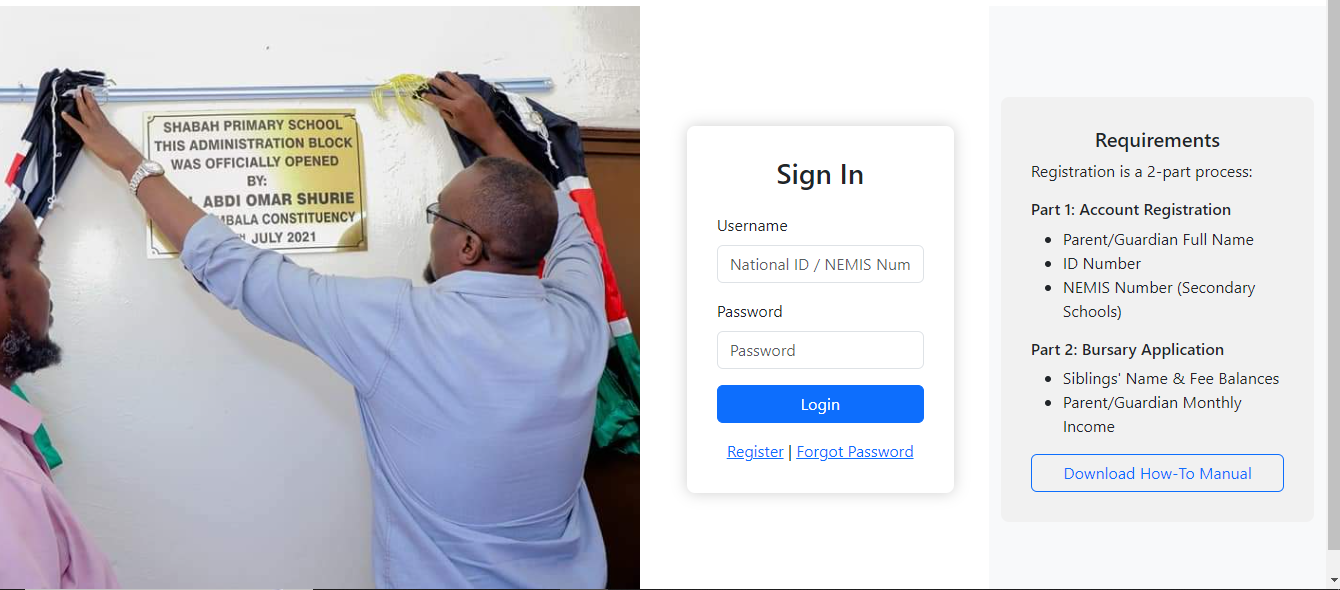 SHABAH PRIMARY SCHOOL
THIS ADMINISTRATION BLOCK
WAS OFFICIALLY OPENED
BY:
ABDI OMAR SHURIE
MBALA CONSTITUENCY
JULY 2021
Sign In
Username
National ID / NEMIS Num
Password
Password
Login
Register | Forgot Password
Requirements
Registration is a 2-part process:
Part 1: Account Registration
• Parent/Guardian Full Name
• ID Number
• NEMIS Number (Secondary
Schools)
Part 2: Bursary Application
• Siblings' Name & Fee Balances
• Parent/Guardian Monthly
Income
Download How-To Manual